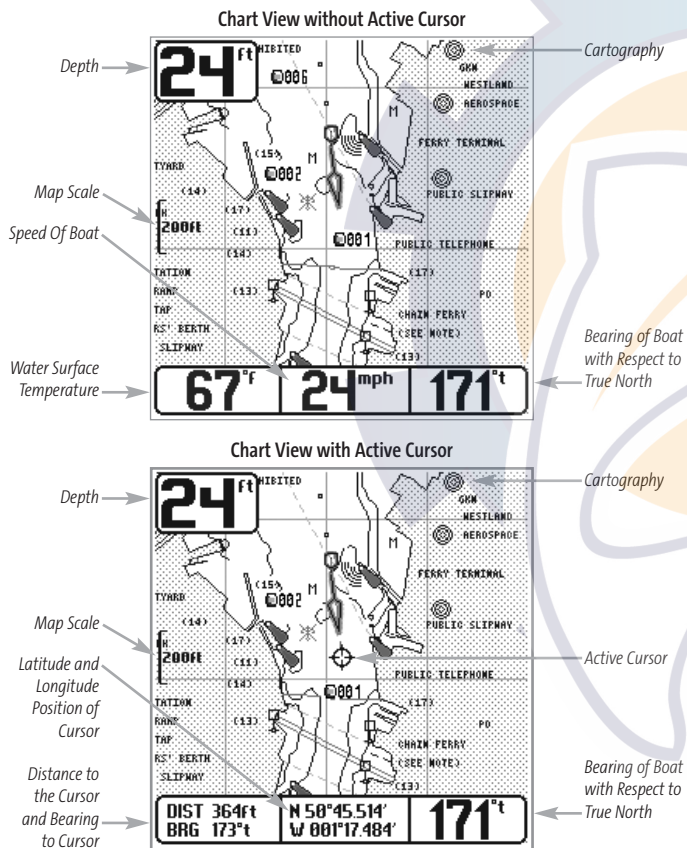 Chart View without Active Cursor
Depth
24 ft
HIBITED
006
Cartography
GKN
WESTLAND
AEROSPACE
M
FERRY TERMINAL
(15)
M
TYARD
002
(14)
PUBLIC SLIPWAY
Map Scale
(17)
200ft
Speed Of Boat
(11)
001
PUBLIC TELEPHONE
(14)
TATION
(17)
RAMP
(13)
PO
TAP
CHAIN FERRY
RS' BERTH
(SEE NOTE)
SLIPWAY
(13)
Water Surface
Temperature
67°f
24 mph
171°t
Bearing of Boat
with Respect to
True North
Chart View with Active Cursor
Depth
24 ft
HIBITED
Cartography
GKN
WESTLAND
AEROSPACE
M
FERRY TERMINAL
(15)
M
TYARD
002
(14)
PUBLIC SLIPWAY
Map Scale
(17)
200ft
(11)
Active Cursor
Latitude and
Longitude
Position of
Cursor
PUBLIC TELEPHONE
(14)
001
TATION
(17)
RAMP
(13)
PO
TAP
CHAIN FERRY
RS' BERTH
(SEE NOTE)
SLIPWAY
(13)
Distance to
the Cursor
and Bearing
to Cursor
DIST 364ft
BRG 173°t
N 50°45.514'
W 001°17.484'
171°t
Bearing of Boat
with Respect to
True North